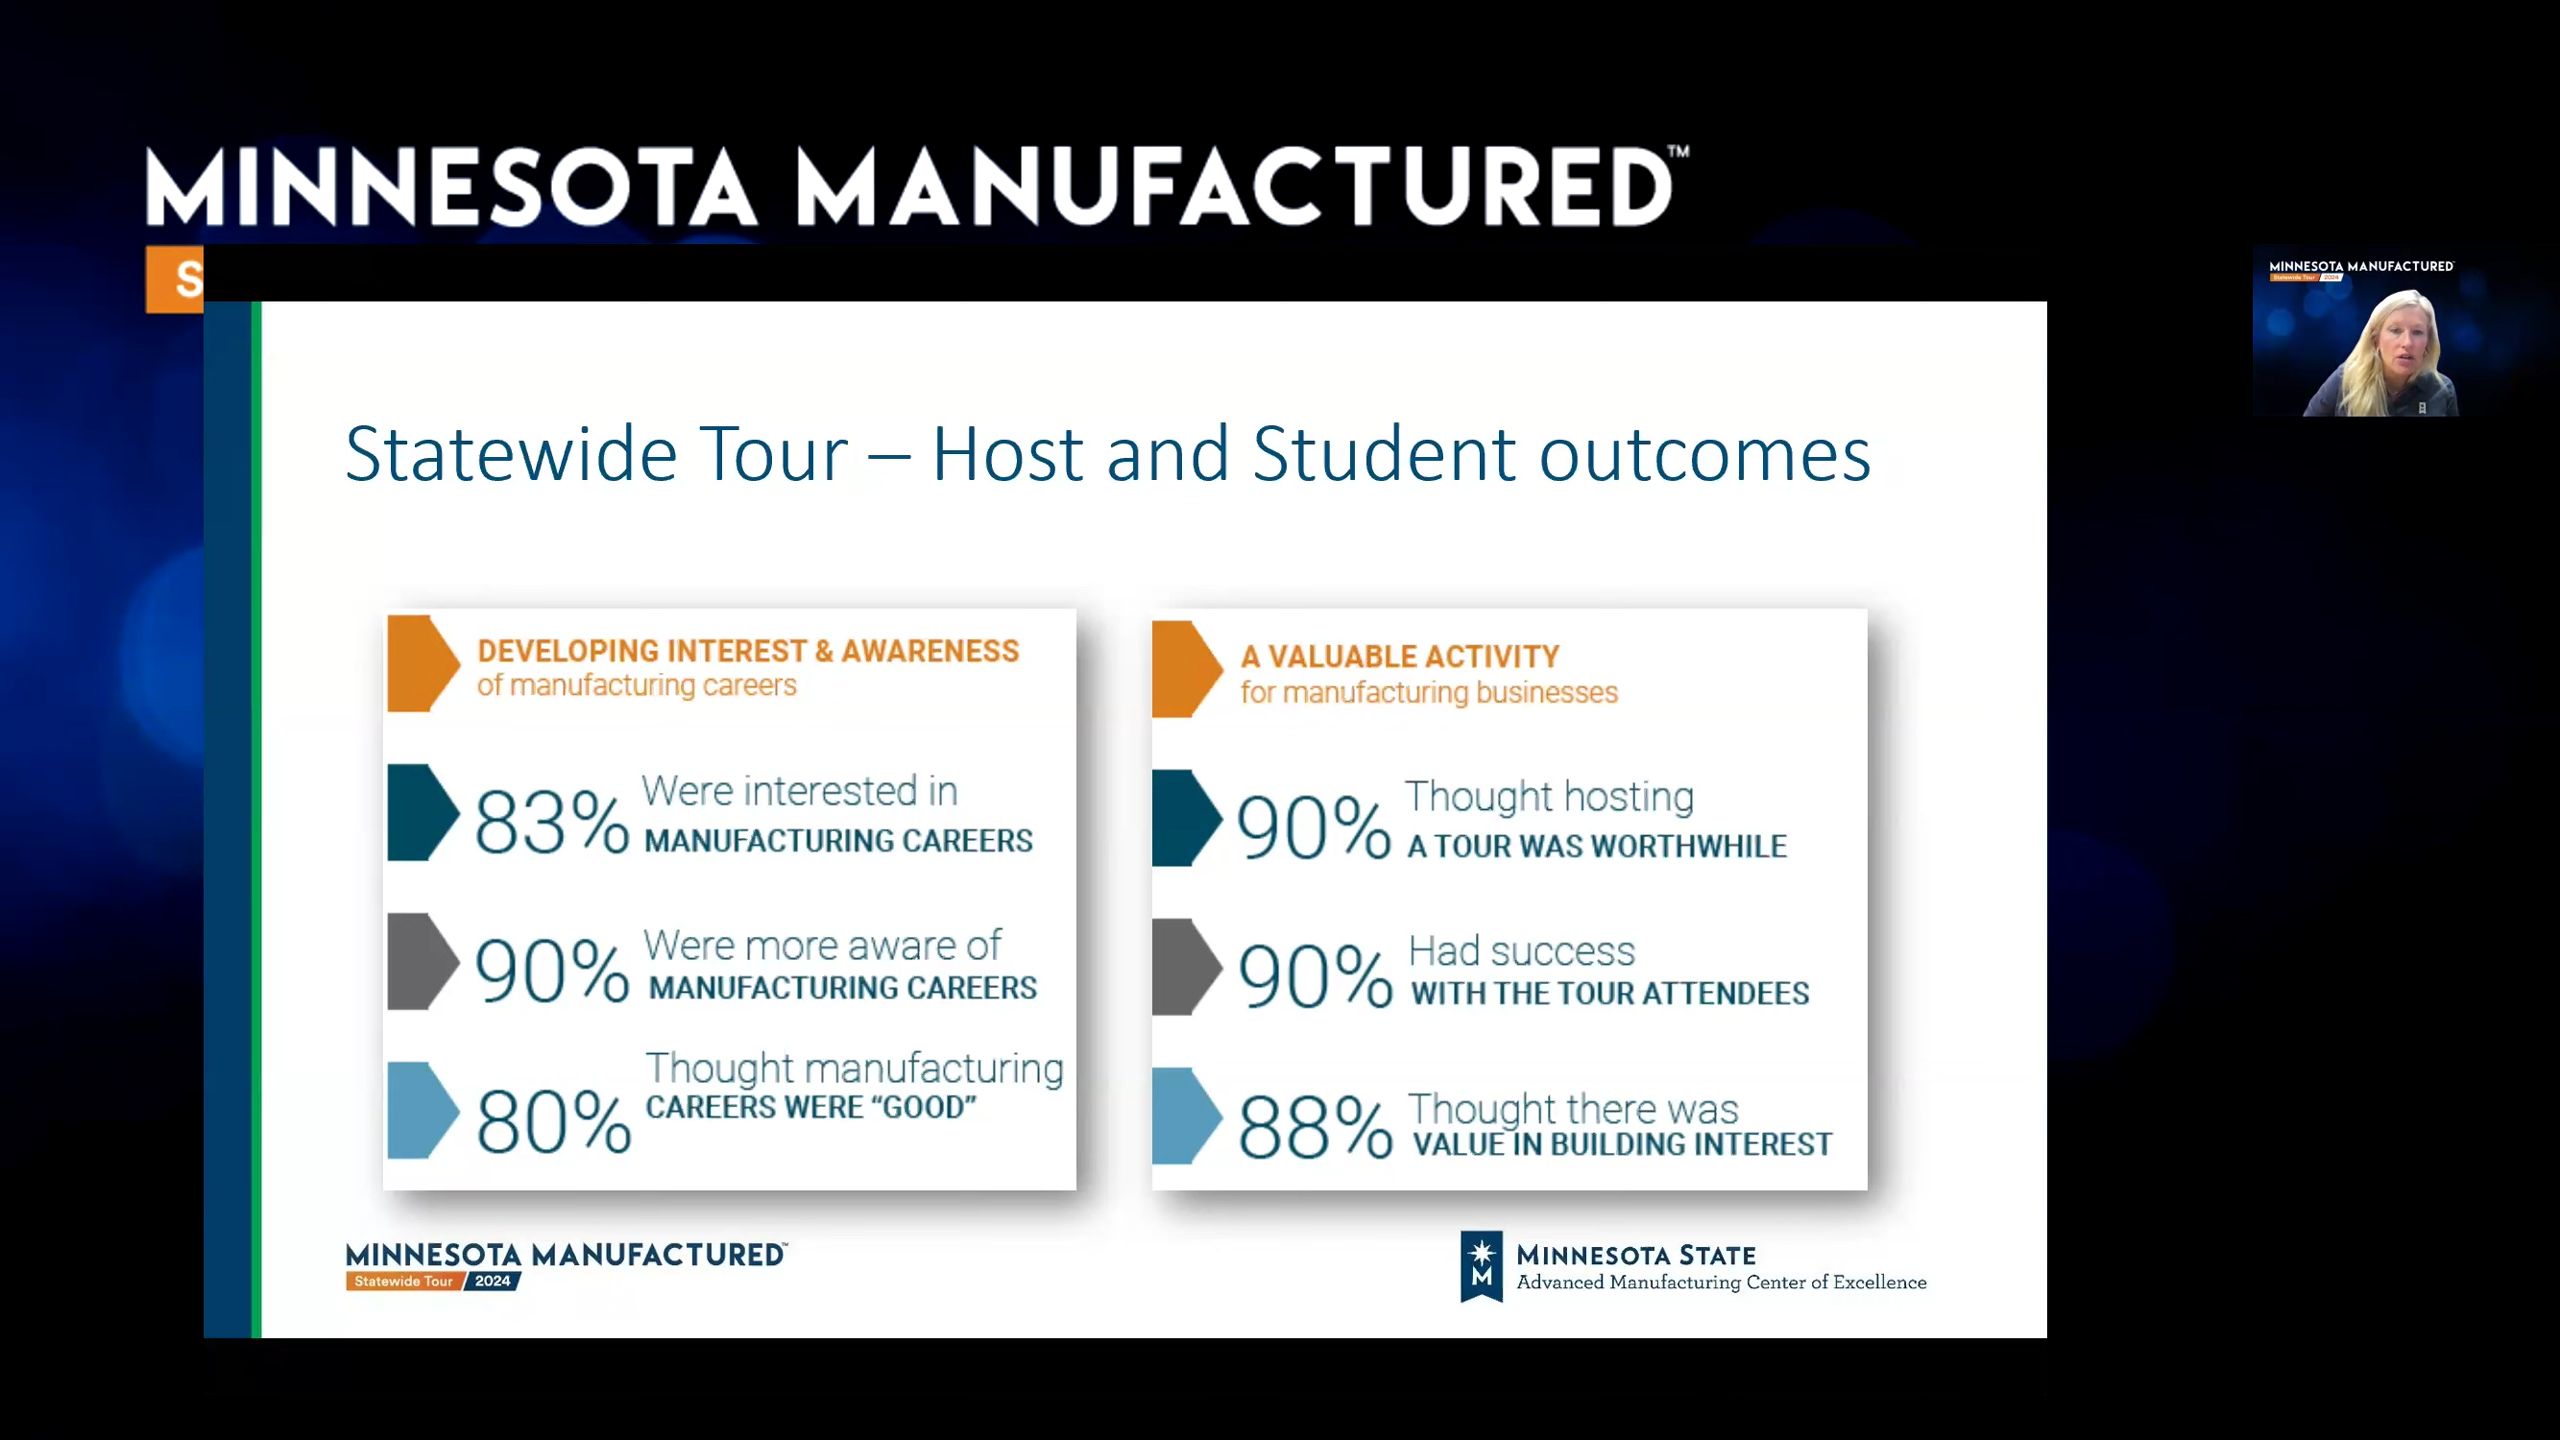 MINNESOTA MANUFACTURED™
S
MINNESOTA MANUFACTURED
Statewide Tour 2024
Statewide Tour – Host and Student outcomes
DEVELOPING INTEREST & AWARENESS
of manufacturing careers
83% Were interested in
MANUFACTURING CAREERS
90% Were more aware of
MANUFACTURING CAREERS
80% Thought manufacturing
CAREERS WERE “GOOD”
A VALUABLE ACTIVITY
for manufacturing businesses
90% Thought hosting
A TOUR WAS WORTHWHILE
90% Had success
WITH THE TOUR ATTENDEES
88% Thought there was
VALUE IN BUILDING INTEREST
MINNESOTA MANUFACTURED™
Statewide Tour 2024
M
MINNESOTA STATE
Advanced Manufacturing Center of Excellence